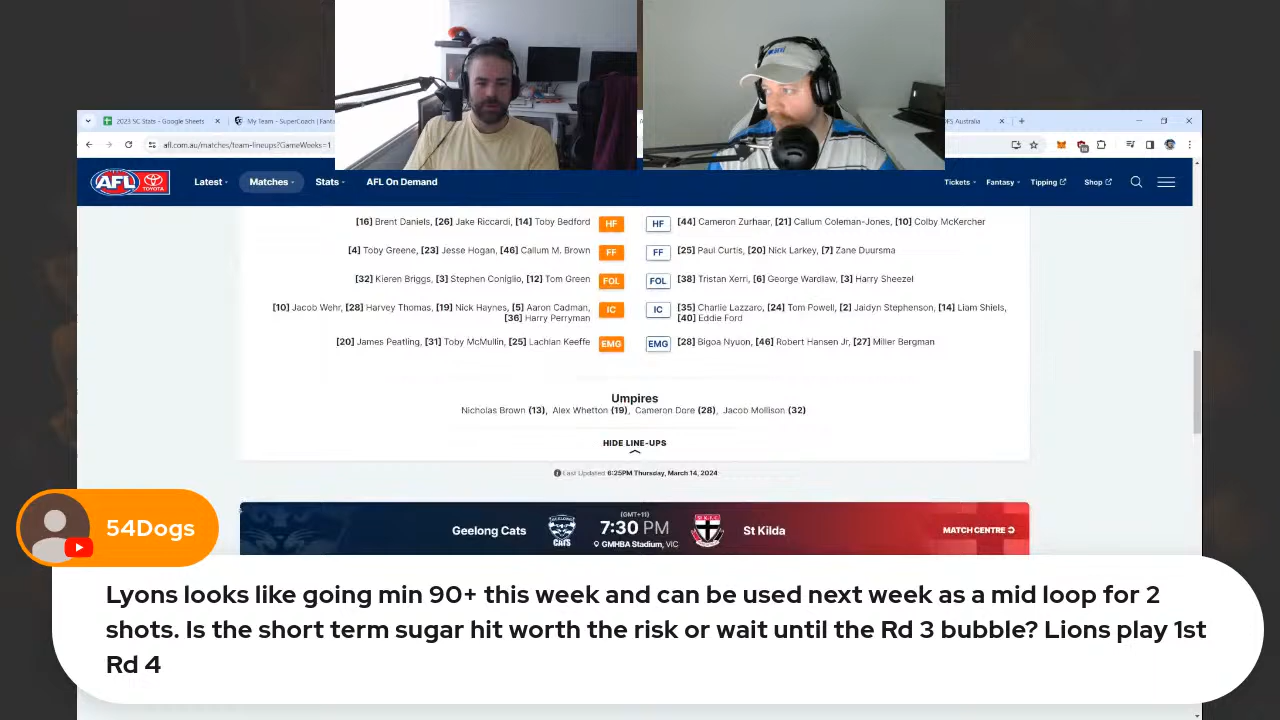 2023 SC Stats - Google Sheets
My Team - SuperCoach | Fanta
DFS Australia
afl.com.au/matches/team-lineups?GameWeeks=1
AFL
TOYOTA
Latest
Matches
Stats
AFL On Demand
Tickets
Fantasy
Tipping
Shop
[16] Brent Daniels, [26] Jake Riccardi, [14] Toby Bedford HF HF [44] Cameron Zurhaar, [21] Callum Coleman-Jones, [10] Colby McKercher
[4] Toby Greene, [23] Jesse Hogan, [46] Callum M. Brown FF FF [25] Paul Curtis, [20] Nick Larkey, [7] Zane Duursma
[32] Kieren Briggs, [3] Stephen Coniglio, [12] Tom Green FOL FOL [38] Tristan Xerri, [6] George Wardlaw, [3] Harry Sheezel
[10] Jacob Wehr, [28] Harvey Thomas, [19] Nick Haynes, [5] Aaron Cadman, IC IC [35] Charlie Lazzaro, [24] Tom Powell, [2] Jaidyn Stephenson, [14] Liam Shiels,
[36] Harry Perryman [40] Eddie Ford
[20] James Peatling, [31] Toby McMullin, [25] Lachlan Keeffe EMG EMG [28] Bigoa Nyuon, [46] Robert Hansen Jr, [27] Miller Bergman
Umpires
Nicholas Brown (13), Alex Whetton (19), Cameron Dore (28), Jacob Mollison (32)
HIDE LINE-UPS
Last Updated 6:25PM Thursday, March 14, 2024
(GMT+11)
Geelong Cats 7:30 PM St Kilda
GMHBA Stadium, VIC
MATCH CENTRE
54Dogs
Lyons looks like going min 90+ this week and can be used next week as a mid loop for 2
shots. Is the short term sugar hit worth the risk or wait until the Rd 3 bubble? Lions play 1st
Rd 4